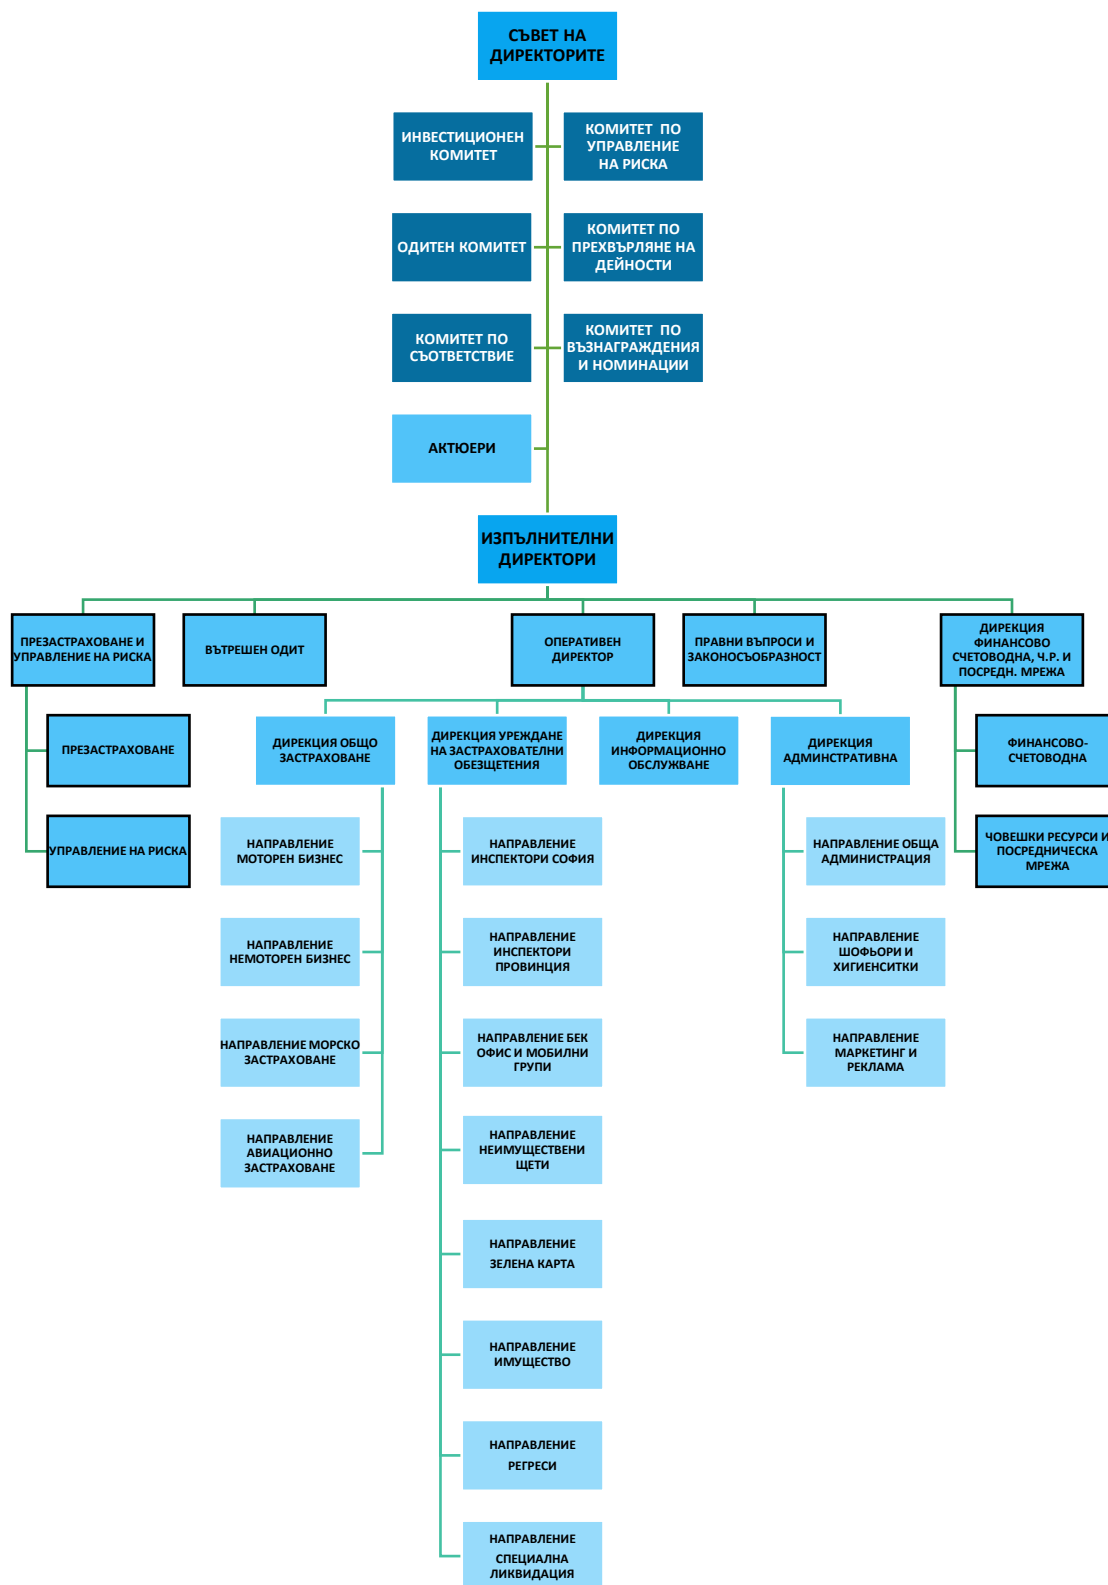 СЪВЕТ НА
ДИРЕКТОРИТЕ
ИНВЕСТИЦИОНЕН
КОМИТЕТ
КОМИТЕТ ПО
УПРАВЛЕНИЕ
НА РИСКА
ОДИТЕН КОМИТЕТ
КОМИТЕТ ПО
ПРЕХВЪРЛЯНЕ НА
ДЕЙНОСТИ
КОМИТЕТ ПО
СЪОТВЕТСТВИЕ
КОМИТЕТ ПО
ВЪЗНАГРАЖДЕНИЯ
И НОМИНАЦИИ
АКТЮЕРИ
ИЗПЪЛНИТЕЛНИ
ДИРЕКТОРИ
ПРЕЗАСТРАХОВАНЕ И
УПРАВЛЕНИЕ НА РИСКА
ВЪТРЕШЕН ОДИТ
ОПЕРАТИВЕН
ДИРЕКТОР
ПРАВНИ ВЪПРОСИ И
ЗАКОНОСЪОБРАЗНОСТ
ДИРЕКЦИЯ
ФИНАНСОВО
СЧЕТОВОДНА, Ч.Р. И
ПОСРЕДН. МРЕЖА
ПРЕЗАСТРАХОВАНЕ
УПРАВЛЕНИЕ НА РИСКА
ДИРЕКЦИЯ ОБЩО
ЗАСТРАХОВАНЕ
ДИРЕКЦИЯ УРЕЖДАНЕ
НА ЗАСТРАХОВАТЕЛНИ
ОБЕЗЩЕТЕНИЯ
ДИРЕКЦИЯ
ИНФОРМАЦИОННО
ОБСЛУЖВАНЕ
ДИРЕКЦИЯ
АДМИНСТРАТИВНА
ФИНАНСОВО-
СЧЕТОВОДНА
ЧОВЕШКИ РЕСУРСИ И
ПОСРЕДНИЧЕСКА
МРЕЖА
НАПРАВЛЕНИЕ
МОТОРЕН БИЗНЕС
НАПРАВЛЕНИЕ
НЕМОТОРЕН БИЗНЕС
НАПРАВЛЕНИЕ МОРСКО
ЗАСТРАХОВАНЕ
НАПРАВЛЕНИЕ
АВИАЦИОННО
ЗАСТРАХОВАНЕ
НАПРАВЛЕНИЕ
ИНСПЕКТОРИ СОФИЯ
НАПРАВЛЕНИЕ
ИНСПЕКТОРИ
ПРОВИНЦИЯ
НАПРАВЛЕНИЕ БЕК
ОФИС И МОБИЛНИ
ГРУПИ
НАПРАВЛЕНИЕ
НЕИМУЩЕСТВЕНИ
ЩЕТИ
НАПРАВЛЕНИЕ
ЗЕЛЕНА КАРТА
НАПРАВЛЕНИЕ
ИМУЩЕСТВО
НАПРАВЛЕНИЕ
РЕГРЕСИ
НАПРАВЛЕНИЕ
СПЕЦИАЛНА
ЛИКВИДАЦИЯ
НАПРАВЛЕНИЕ ОБЩА
АДМИНИСТРАЦИЯ
НАПРАВЛЕНИЕ
ШОФЬОРИ И
ХИГИЕНСИТКИ
НАПРАВЛЕНИЕ
МАРКЕТИНГ И
РЕКЛАМА